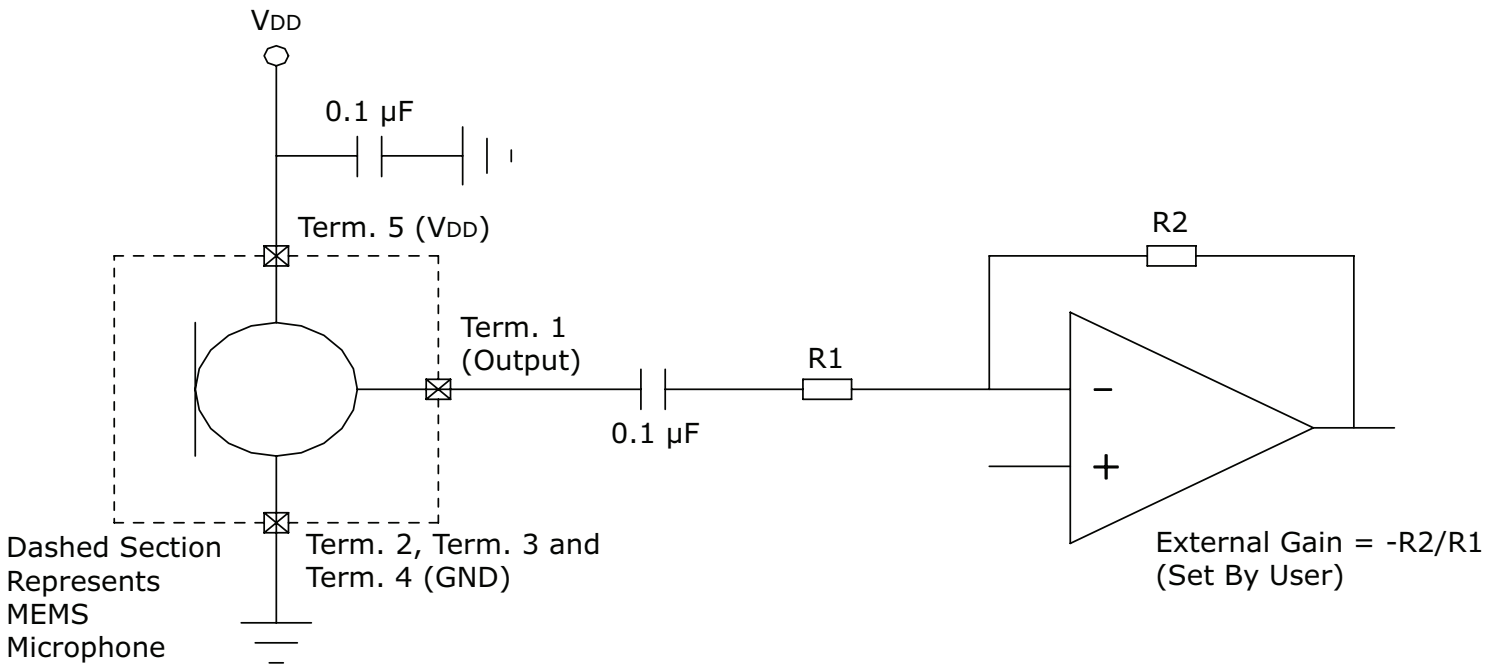 VDD
0.1 µF
Term. 5 (VDD)
R2
Term. 1
(Output)
R1
0.1 µF
−
+
Dashed Section
Represents
MEMS
Microphone
Term. 2, Term. 3 and
Term. 4 (GND)
External Gain = -R2/R1
(Set By User)